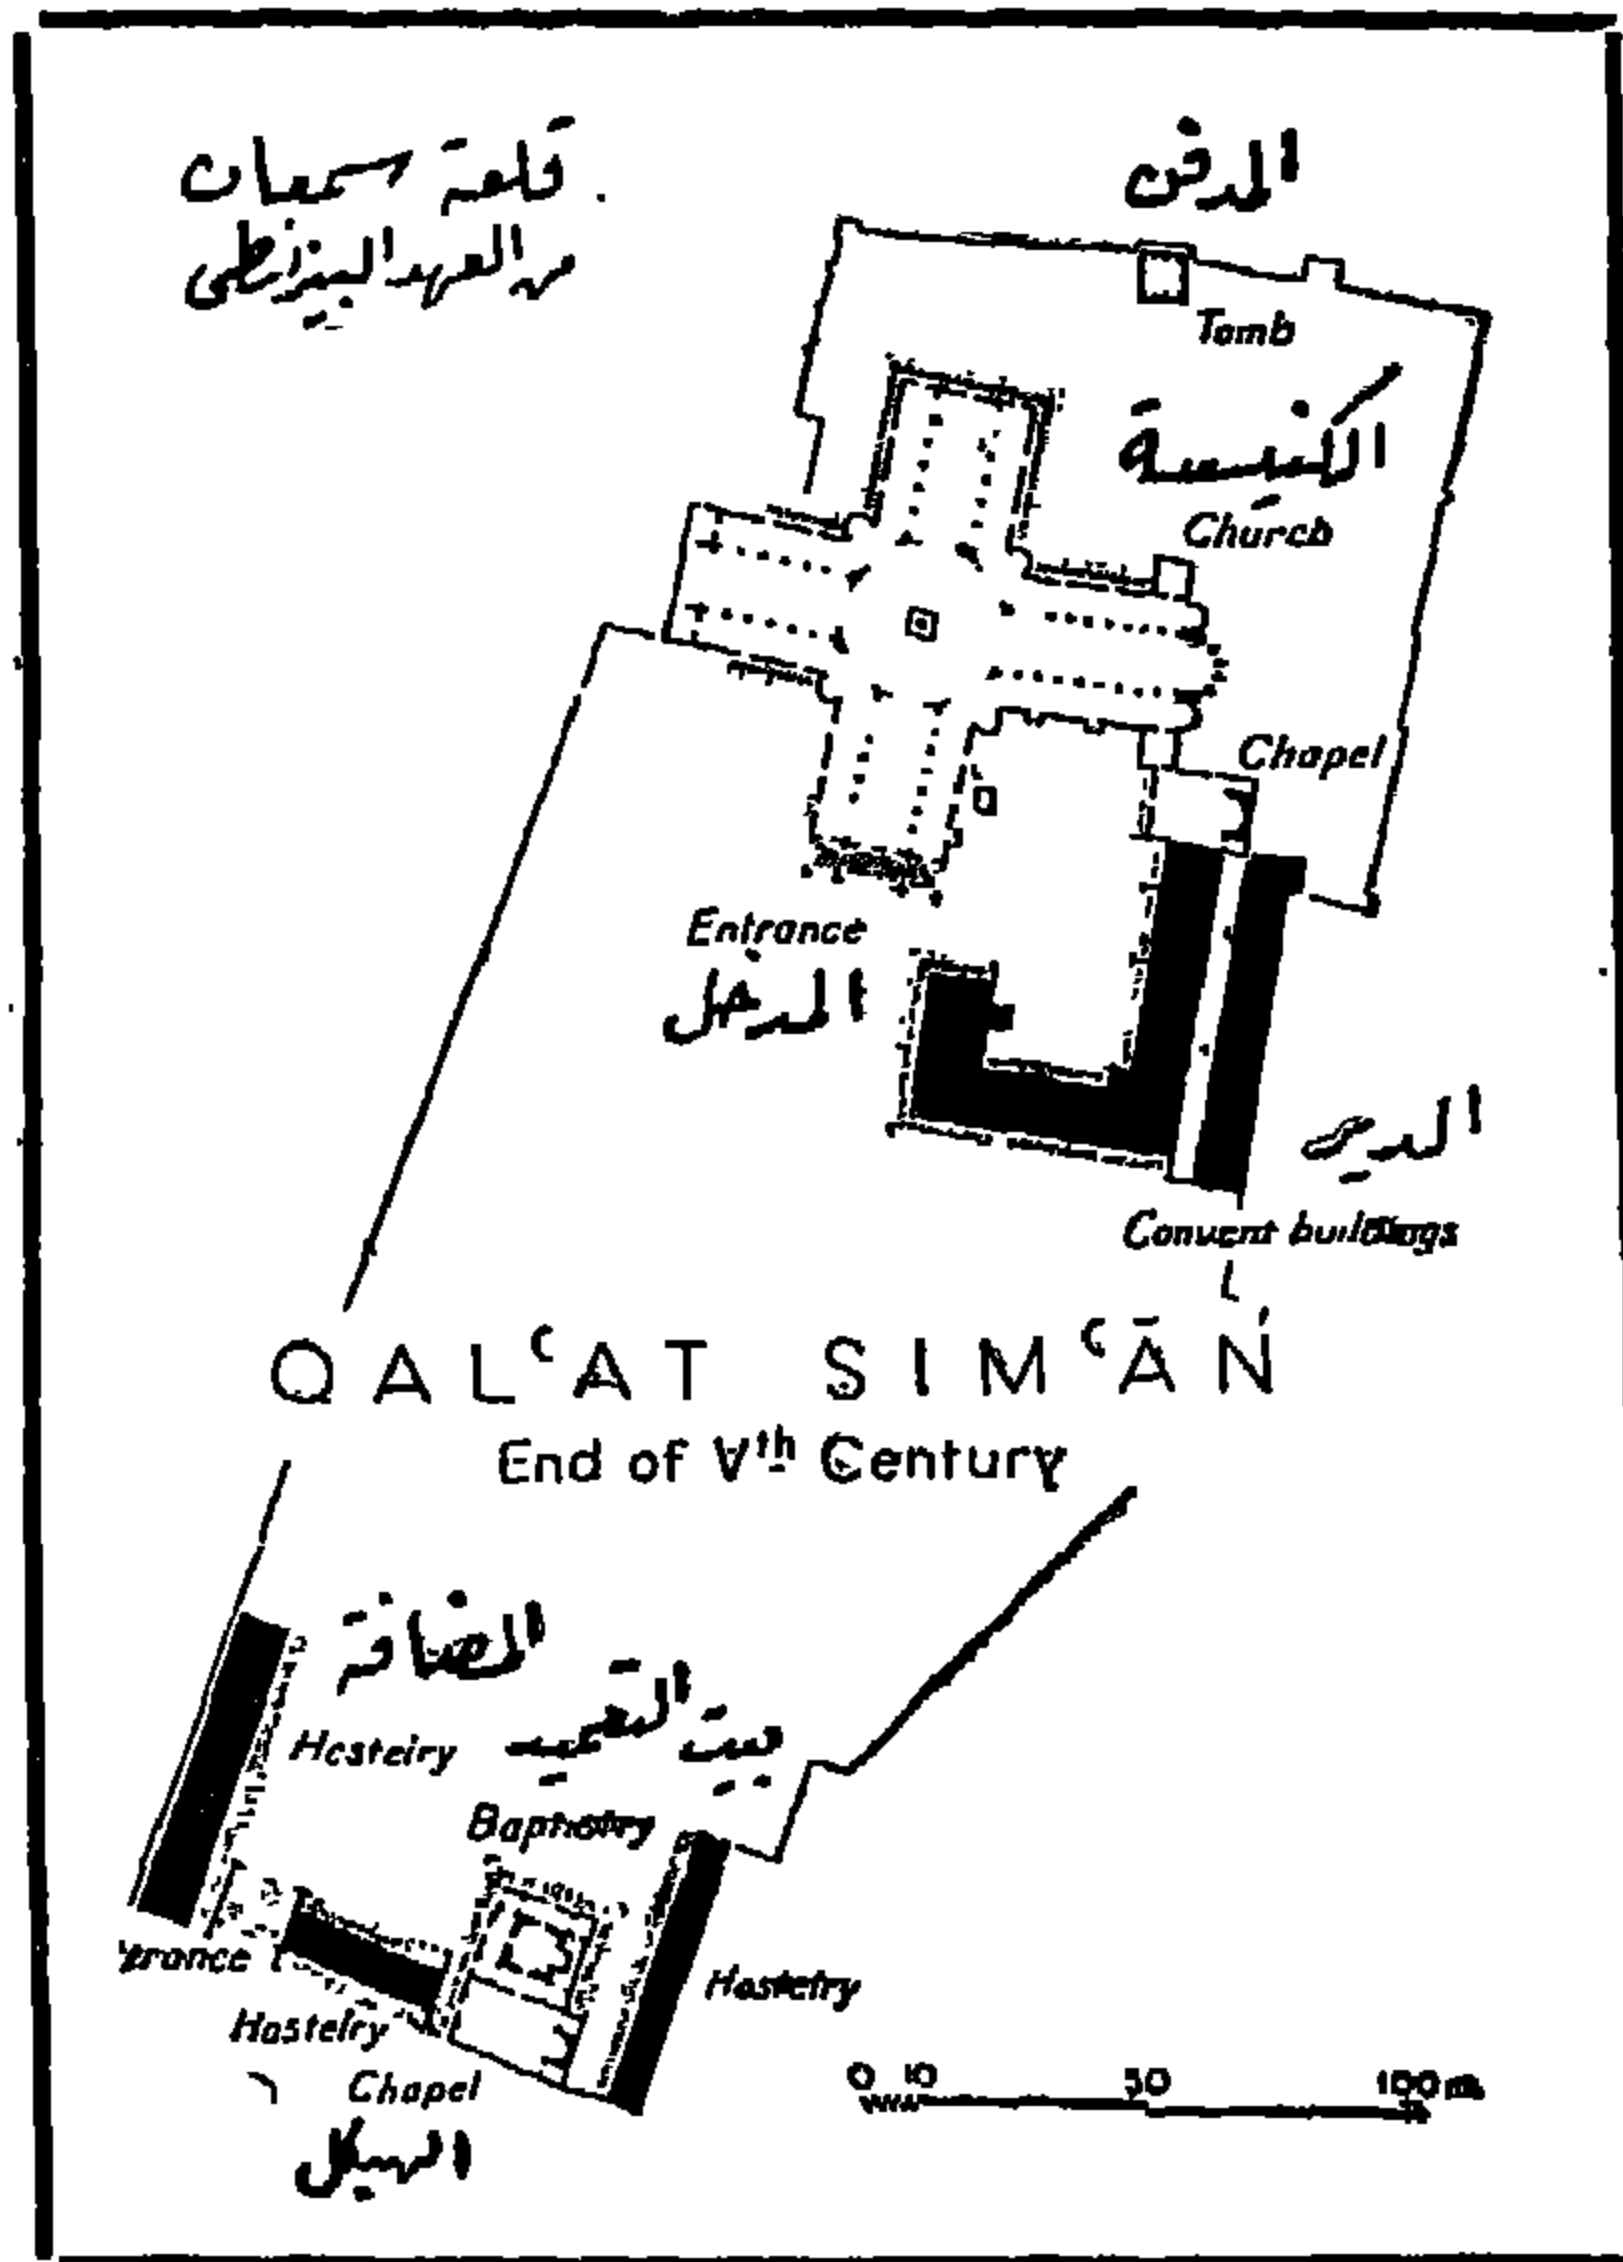 قلعة سمعان
من العهد البيزنطي
المدفن
Tomb
الكنيسة
Church
Chapel
Entrance
المدخل
الدير
Convent buildings
QALʿAT SIMʿĀN
End of Vth Century
المضافة
Hostelry
بيت التعميد
Baptistry
Hostelry
Hostelry
Chapel
الهيكل
0 10 50 100m